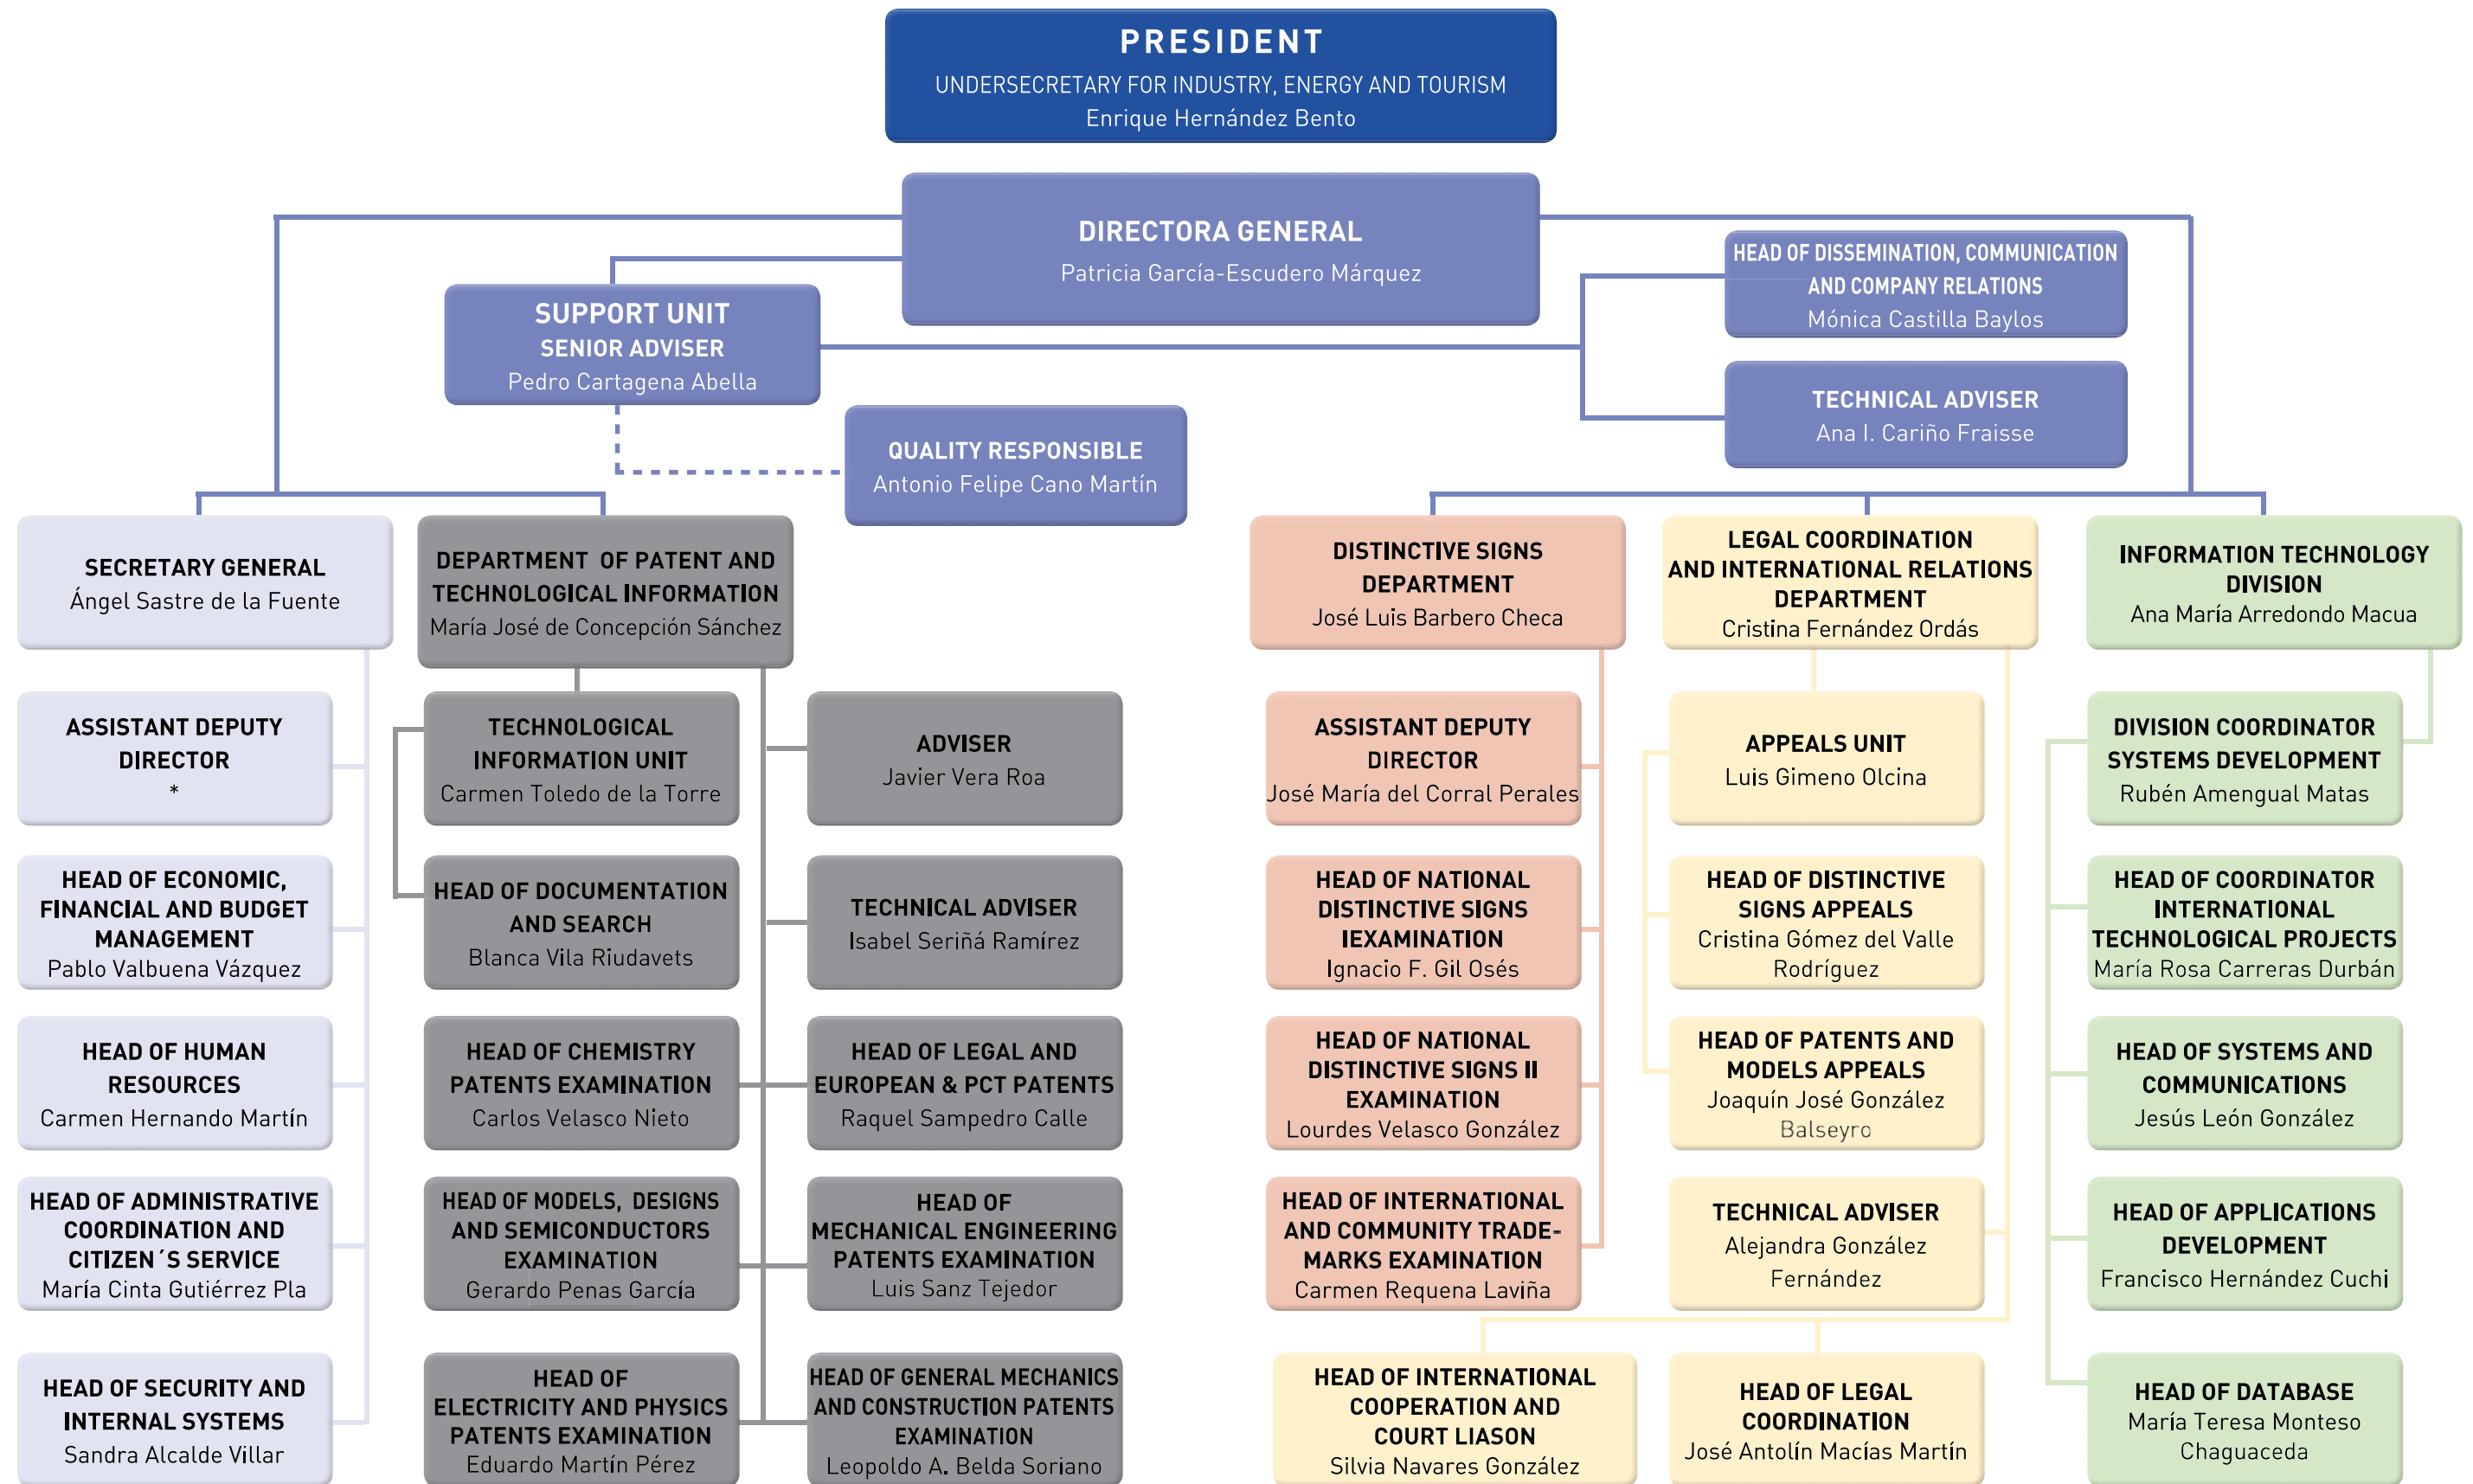 PRESIDENT
UNDERSECRETARY FOR INDUSTRY, ENERGY AND TOURISM
Enrique Hernández Bento
DIRECTORA GENERAL
Patricia García-Escudero Márquez
HEAD OF DISSEMINATION, COMMUNICATION
AND COMPANY RELATIONS
Mónica Castilla Baylos
SUPPORT UNIT
SENIOR ADVISER
Pedro Cartagena Abella
TECHNICAL ADVISER
Ana I. Cariño Fraisse
QUALITY RESPONSIBLE
Antonio Felipe Cano Martín
SECRETARY GENERAL
Ángel Sastre de la Fuente
DEPARTMENT OF PATENT AND
TECHNOLOGICAL INFORMATION
María José de Concepción Sánchez
DISTINCTIVE SIGNS
DEPARTMENT
José Luis Barbero Checa
LEGAL COORDINATION
AND INTERNATIONAL RELATIONS
DEPARTMENT
Cristina Fernández Ordás
INFORMATION TECHNOLOGY
DIVISION
Ana María Arredondo Macua
ASSISTANT DEPUTY
DIRECTOR
*
TECHNOLOGICAL
INFORMATION UNIT
Carmen Toledo de la Torre
ADVISER
Javier Vera Roa
ASSISTANT DEPUTY
DIRECTOR
José María del Corral Perales
APPEALS UNIT
Luis Gimeno Olcina
DIVISION COORDINATOR
SYSTEMS DEVELOPMENT
Rubén Amengual Matas
HEAD OF ECONOMIC,
FINANCIAL AND BUDGET
MANAGEMENT
Pablo Valbuena Vázquez
HEAD OF DOCUMENTATION
AND SEARCH
Blanca Vila Riudavets
TECHNICAL ADVISER
Isabel Seriñá Ramírez
HEAD OF NATIONAL
DISTINCTIVE SIGNS
IEXAMINATION
Ignacio F. Gil Osés
HEAD OF DISTINCTIVE
SIGNS APPEALS
Cristina Gómez del Valle
Rodríguez
HEAD OF COORDINATOR
INTERNATIONAL
TECHNOLOGICAL PROJECTS
María Rosa Carreras Durbán
HEAD OF HUMAN
RESOURCES
Carmen Hernando Martín
HEAD OF CHEMISTRY
PATENTS EXAMINATION
Carlos Velasco Nieto
HEAD OF LEGAL AND
EUROPEAN & PCT PATENTS
Raquel Sampedro Calle
HEAD OF NATIONAL
DISTINCTIVE SIGNS II
EXAMINATION
Lourdes Velasco González
HEAD OF PATENTS AND
MODELS APPEALS
Joaquín José González
Balseyro
HEAD OF SYSTEMS AND
COMMUNICATIONS
Jesús León González
HEAD OF ADMINISTRATIVE
COORDINATION AND
CITIZEN´S SERVICE
María Cinta Gutiérrez Pla
HEAD OF MODELS, DESIGNS
AND SEMICONDUCTORS
EXAMINATION
Gerardo Penas García
HEAD OF
MECHANICAL ENGINEERING
PATENTS EXAMINATION
Luis Sanz Tejedor
HEAD OF INTERNATIONAL
AND COMMUNITY TRADE-
MARKS EXAMINATION
Carmen Requena Laviña
TECHNICAL ADVISER
Alejandra González
Fernández
HEAD OF APPLICATIONS
DEVELOPMENT
Francisco Hernández Cuchi
HEAD OF SECURITY AND
INTERNAL SYSTEMS
Sandra Alcalde Villar
HEAD OF
ELECTRICITY AND PHYSICS
PATENTS EXAMINATION
Eduardo Martín Pérez
HEAD OF GENERAL MECHANICS
AND CONSTRUCTION PATENTS
EXAMINATION
Leopoldo A. Belda Soriano
HEAD OF INTERNATIONAL
COOPERATION AND
COURT LIASON
Silvia Navares González
HEAD OF LEGAL
COORDINATION
José Antolín Macías Martín
HEAD OF DATABASE
María Teresa Monteso
Chaguaceda